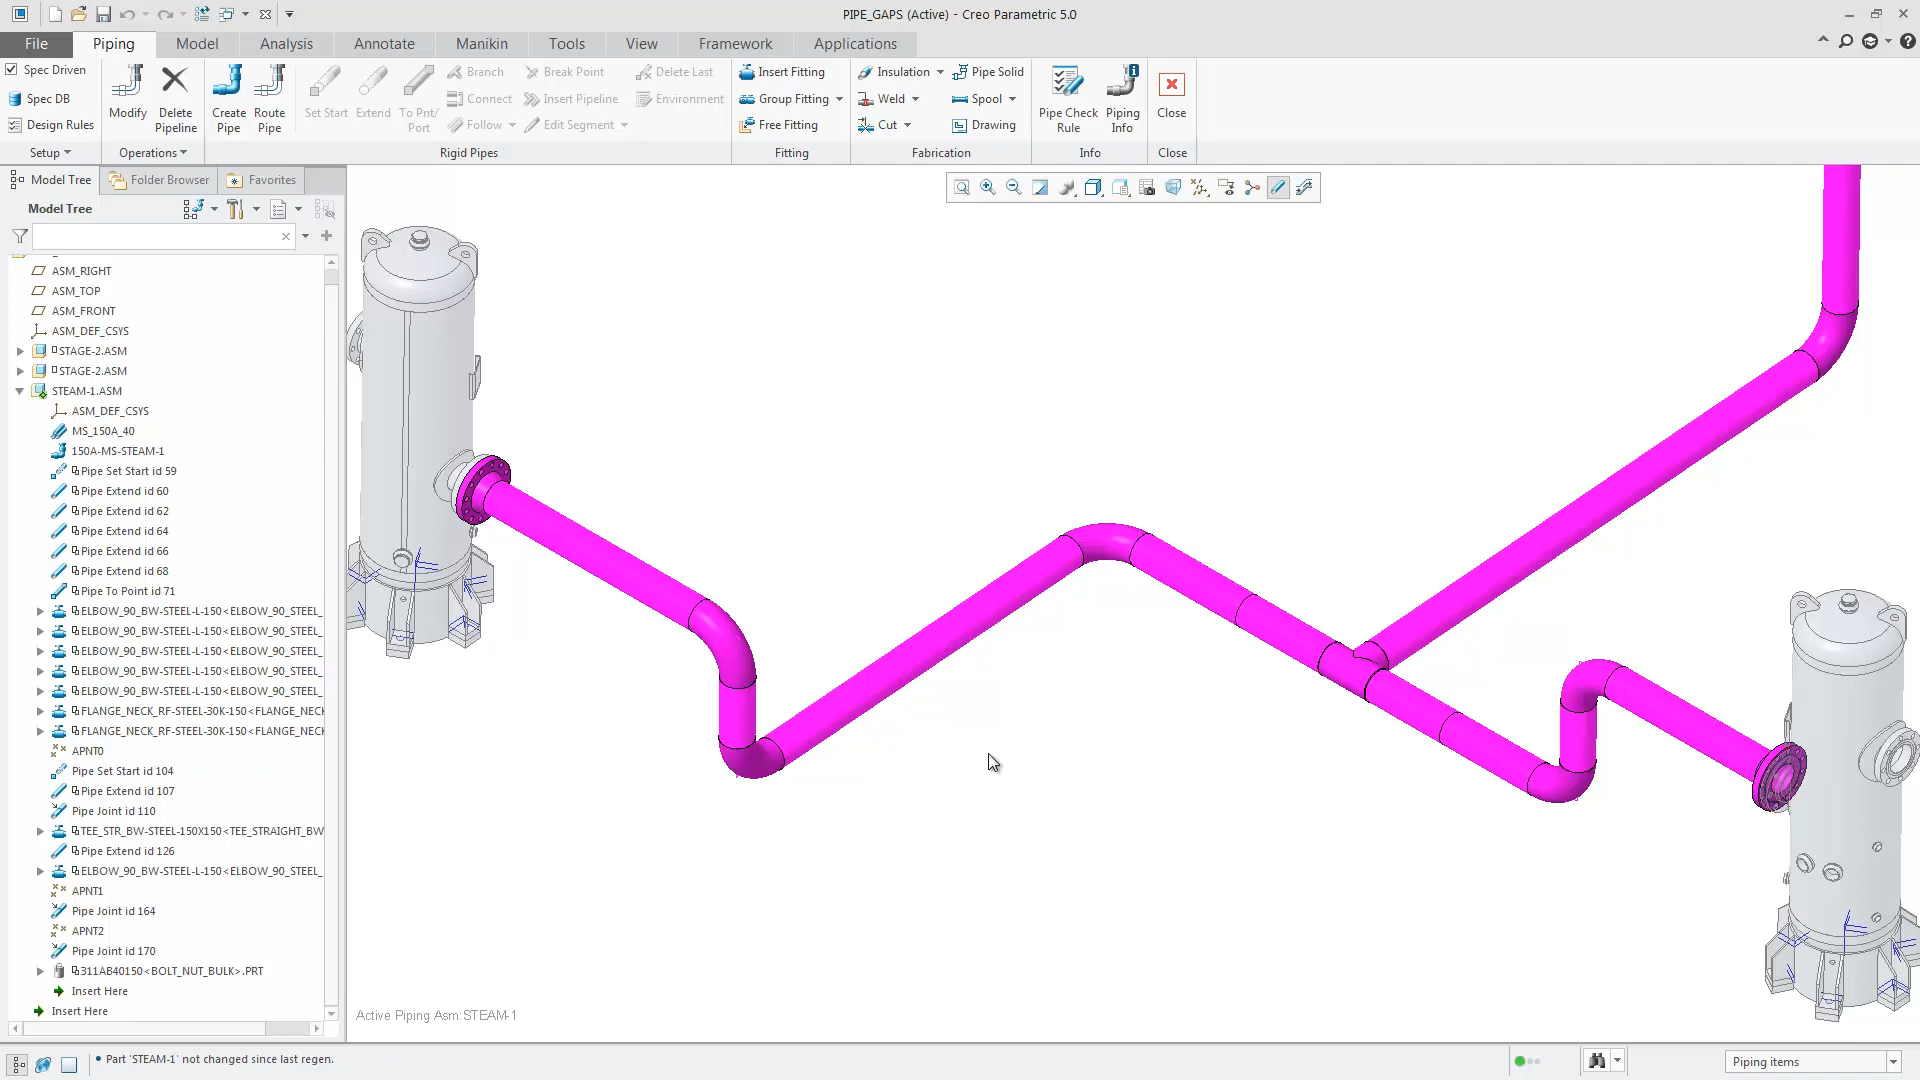 PIPE_GAPS (Active) - Creo Parametric 5.0
File
Piping
Model
Analysis
Annotate
Manikin
Tools
View
Framework
Applications
Spec Driven
Spec DB
Design Rules
Setup
Modify
Delete Pipeline
Operations
Create Pipe
Route Pipe
Set Start
Extend
To Pnt/ Port
Branch
Connect
Follow
Break Point
Insert Pipeline
Edit Segment
Delete Last
Environment
Rigid Pipes
Insert Fitting
Group Fitting
Free Fitting
Fitting
Insulation
Weld
Cut
Pipe Solid
Spool
Drawing
Fabrication
Pipe Check Rule
Piping Info
Info
Close
Close
Model Tree
Folder Browser
Favorites
Model Tree
ASM_RIGHT
ASM_TOP
ASM_FRONT
ASM_DEF_CSYS
STAGE-2.ASM
STAGE-2.ASM
STEAM-1.ASM
ASM_DEF_CSYS
MS_150A_40
150A-MS-STEAM-1
Pipe Set Start id 59
Pipe Extend id 60
Pipe Extend id 62
Pipe Extend id 64
Pipe Extend id 66
Pipe Extend id 68
Pipe To Point id 71
ELBOW_90_BW-STEEL-L-150<ELBOW_90_STEEL_
ELBOW_90_BW-STEEL-L-150<ELBOW_90_STEEL_
ELBOW_90_BW-STEEL-L-150<ELBOW_90_STEEL_
ELBOW_90_BW-STEEL-L-150<ELBOW_90_STEEL_
ELBOW_90_BW-STEEL-L-150<ELBOW_90_STEEL_
FLANGE_NECK_RF-STEEL-30K-150<FLANGE_NECK
FLANGE_NECK_RF-STEEL-30K-150<FLANGE_NECK
APNT0
Pipe Set Start id 104
Pipe Extend id 107
Pipe Joint id 110
TEE_STR_BW-STEEL-150X150<TEE_STRAIGHT_BW
Pipe Extend id 126
ELBOW_90_BW-STEEL-L-150<ELBOW_90_STEEL_
APNT1
Pipe Joint id 164
APNT2
Pipe Joint id 170
311AB40150<BOLT_NUT_BULK>.PRT
Insert Here
Insert Here
Active Piping Asm:STEAM-1
Part 'STEAM-1' not changed since last regen.
Piping items